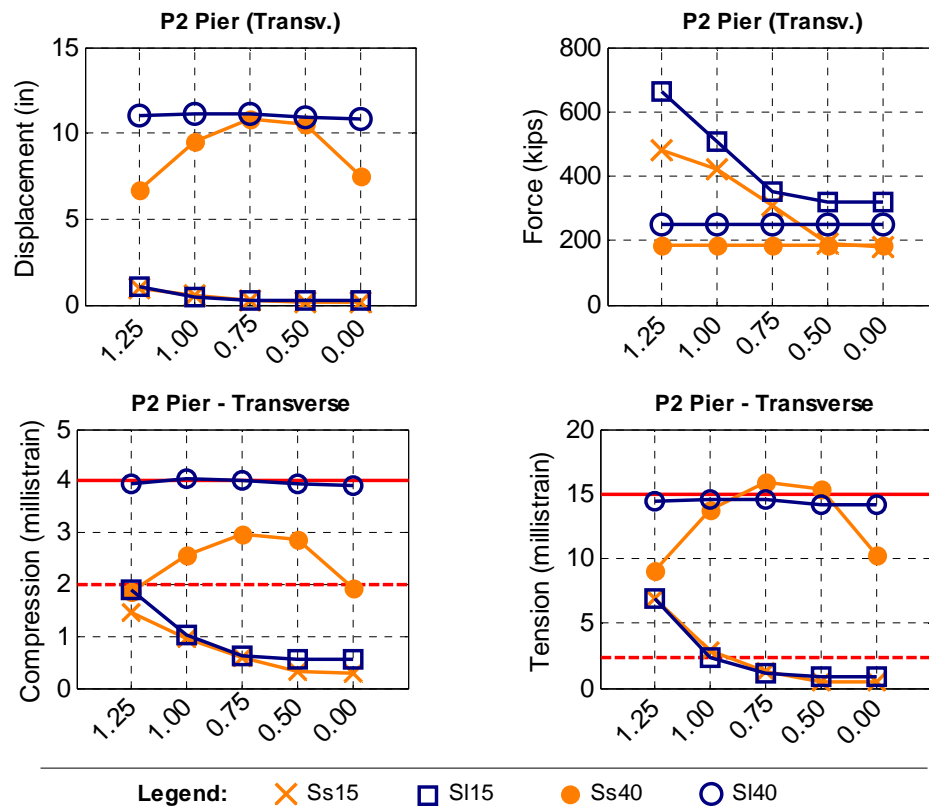 P2 Pier (Transv.)
Displacement (in)
15
10
5
0
1.25 1.00 0.75 0.50 0.00
P2 Pier (Transv.)
Force (kips)
800
600
400
200
0
1.25 1.00 0.75 0.50 0.00
P2 Pier - Transverse
Compression (millistrain)
5
4
3
2
1
0
1.25 1.00 0.75 0.50 0.00
P2 Pier - Transverse
Tension (millistrain)
20
15
10
5
0
1.25 1.00 0.75 0.50 0.00
Legend: Ss15 Sl15 Ss40 Sl40